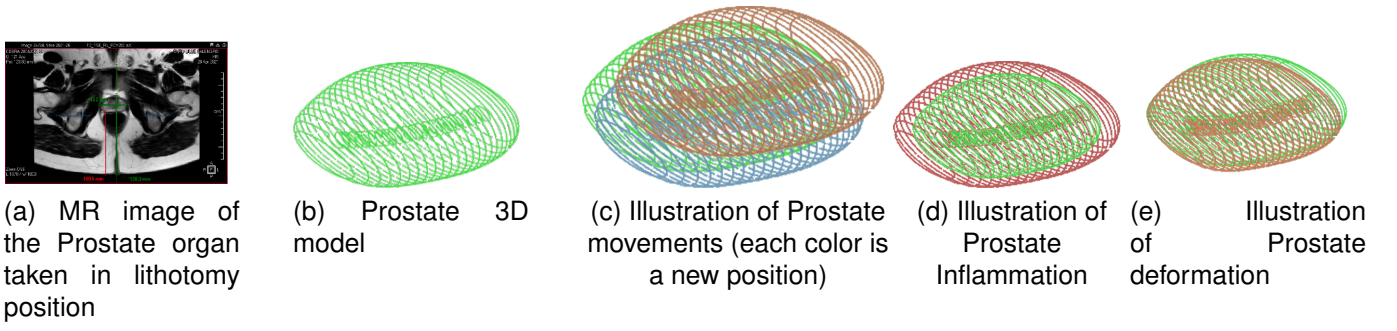 (a) MR image of
the Prostate organ
taken in lithotomy
position
(b) Prostate 3D
model
(c) Illustration of Prostate
movements (each color is
a new position)
(d) Illustration of
Prostate
Inflammation
(e) Illustration
of Prostate
deformation